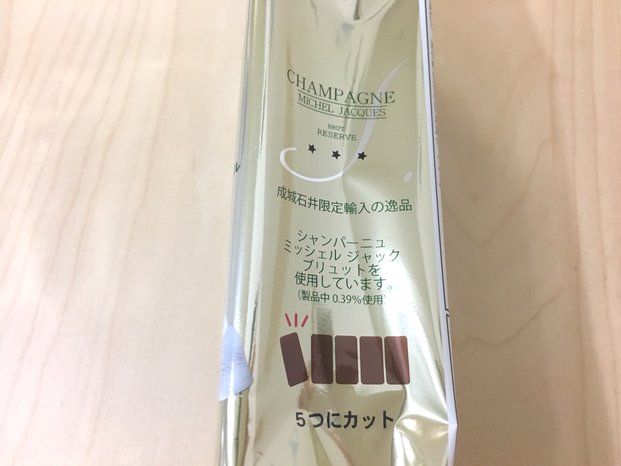 CHAMPAGNE
MICHEL JACQUES
BRUT
RESERVE
成城石井限定輸入の逸品
シャンパーニュ
ミッシェル ジャック
ブリュットを
使用しています。
(製品中 0.39%使用)
5つにカット